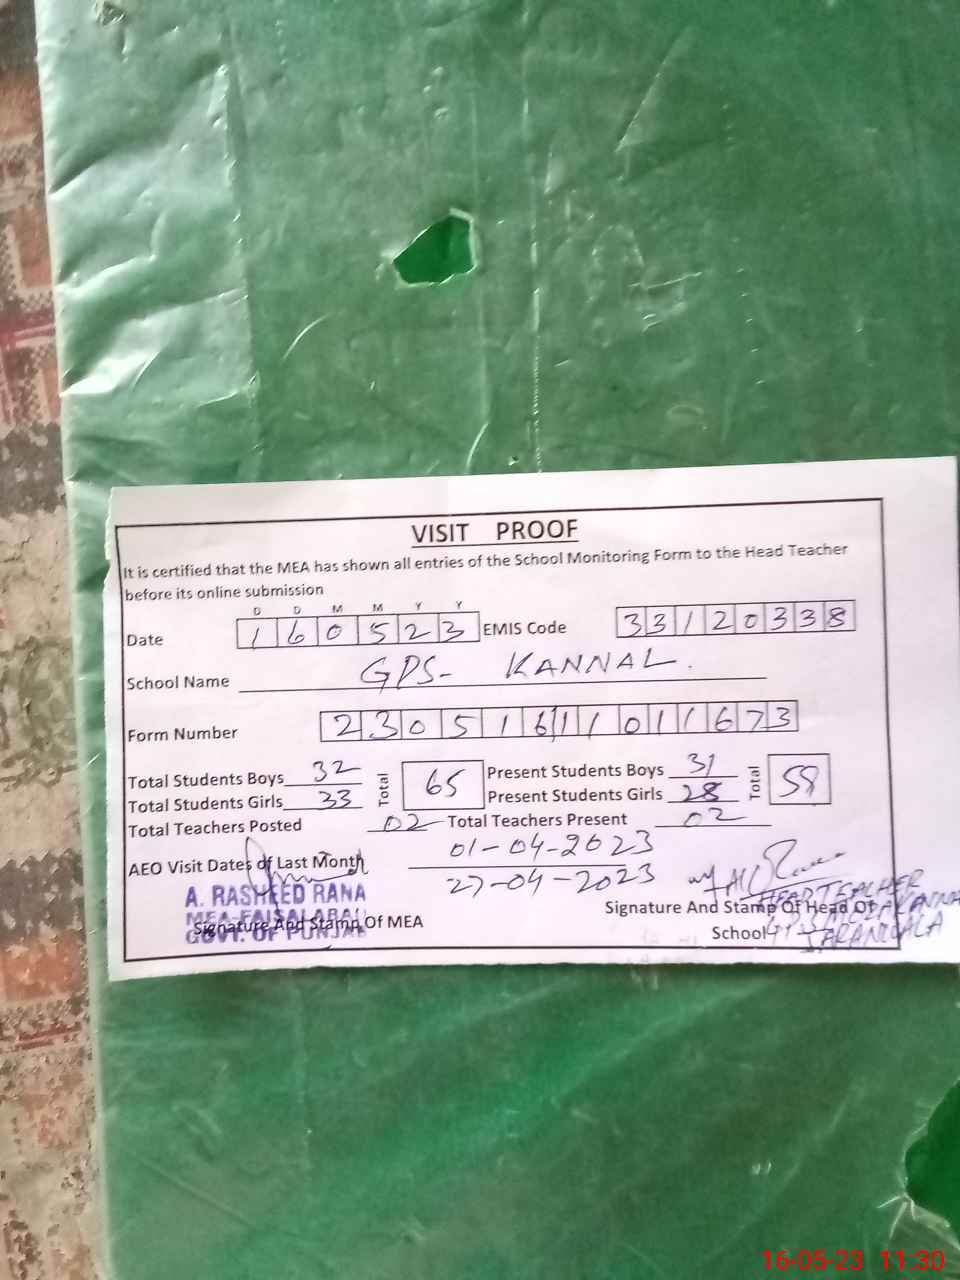 VISIT PROOF
It is certified that the MEA has shown all entries of the School Monitoring Form to the Head Teacher
before its online submission
D D M M Y Y
Date 1 6 0 5 2 3 EMIS Code 3 3 1 2 0 3 3 8
School Name GPS- KANNAL.
Form Number 2 3 0 5 1 6 1 1 0 1 1 6 7 3
Total Students Boys 32 Total 65 Present Students Boys 31 Total
Total Students Girls 33 Present Students Girls 28
Total Teachers Posted 02 Total Teachers Present 02
AEO Visit Dates of Last Month 01-04-2023
27-04-2023
A. RASHEED RANA
MEA-FAISALABAD
GOVT. OF PUNJAB
Signature And Stamp Of MEA
Signature And Stamp Of Head Of
School
HEADTEACHER
JARANWALA
16-05-23 11:30